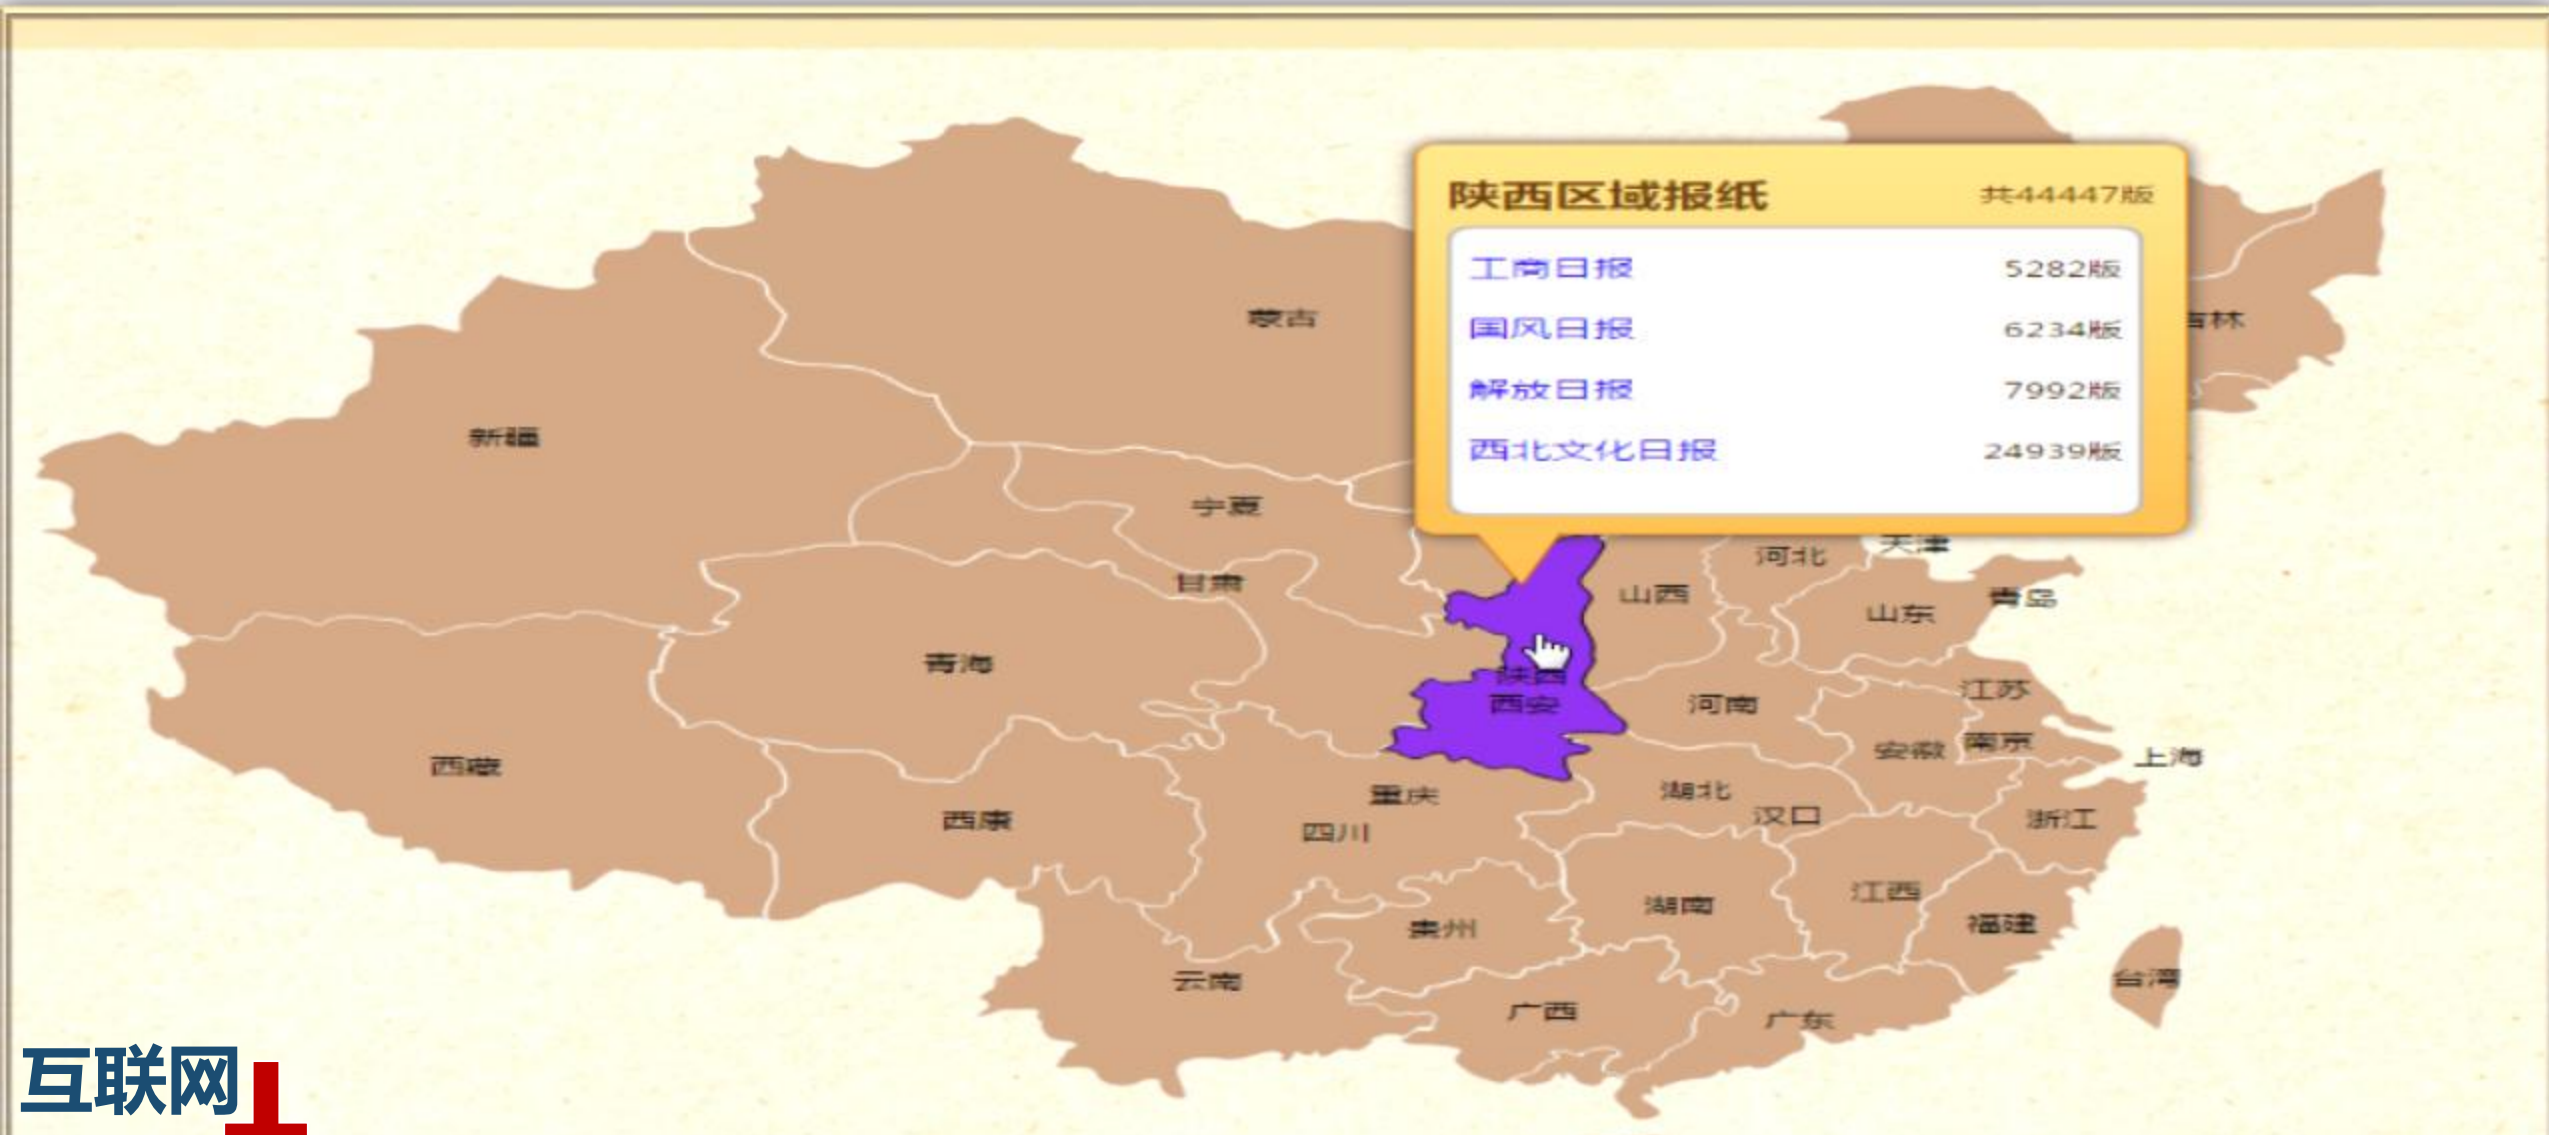 陕西区域报纸 共44447版
工商日报 5282版
国风日报 6234版
解放日报 7992版
西北文化日报 24939版
蒙古
吉林
新疆
宁夏
河北
天津
甘肃
山西
青岛
山东
青海
陕西
西安
河南
江苏
安徽
南京
上海
西藏
重庆
湖北
汉口
浙江
西康
四川
江西
湖南
福建
贵州
云南
台湾
广西
广东
互联网